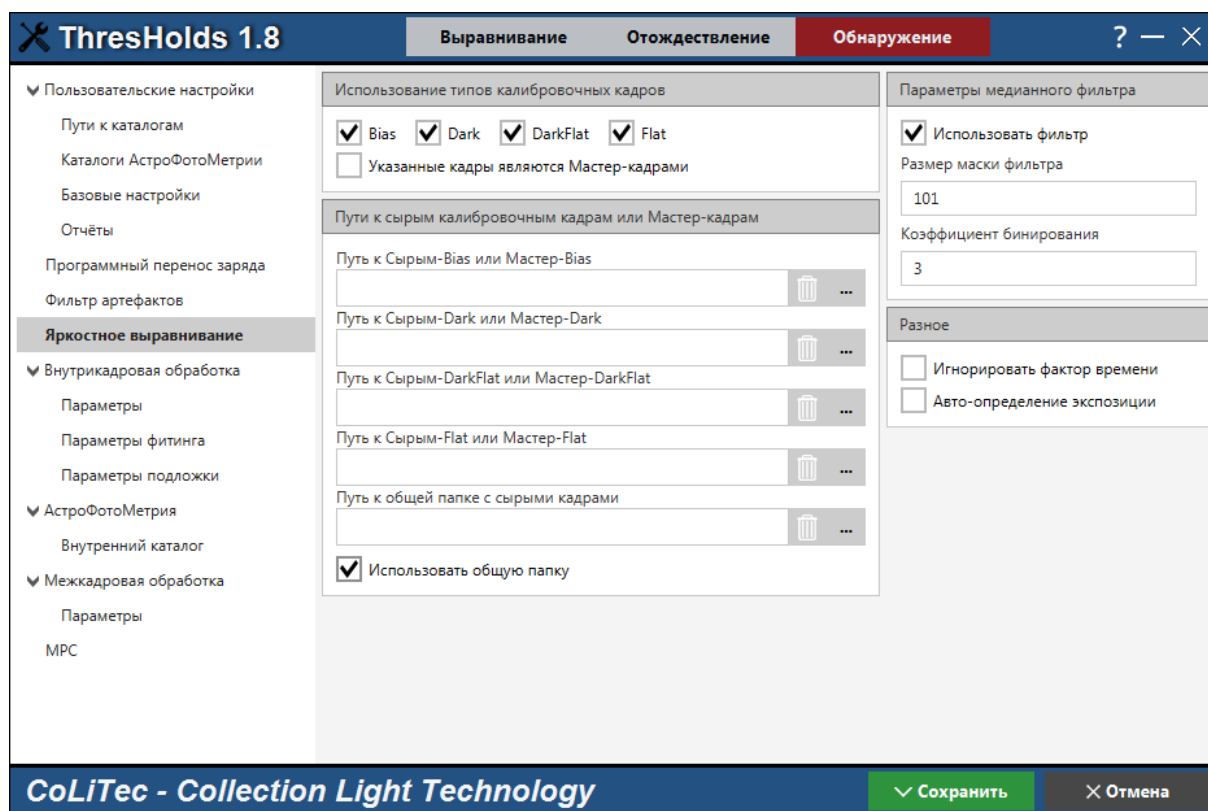 ThresHolds 1.8
Выравнивание
Отождествление
Обнаружение
?
Пользовательские настройки
Пути к каталогам
Каталоги АстроФотоМетрии
Базовые настройки
Отчёты
Программный перенос заряда
Фильтр артефактов
Яркостное выравнивание
Внутрикадровая обработка
Параметры
Параметры фитинга
Параметры подложки
АстроФотоМетрия
Внутренний каталог
Межкадровая обработка
Параметры
MPC
Использование типов калибровочных кадров
Bias Dark DarkFlat Flat
Указанные кадры являются Мастер-кадрами
Пути к сырым калибровочным кадрам или Мастер-кадрам
Путь к Сырым-Bias или Мастер-Bias
...
Путь к Сырым-Dark или Мастер-Dark
...
Путь к Сырым-DarkFlat или Мастер-DarkFlat
...
Путь к Сырым-Flat или Мастер-Flat
...
Путь к общей папке с сырыми кадрами
...
Использовать общую папку
Параметры медианного фильтра
Использовать фильтр
Размер маски фильтра
101
Коэффициент бинирования
3
Разное
Игнорировать фактор времени
Авто-определение экспозиции
CoLiTec - Collection Light Technology
Сохранить
Отмена